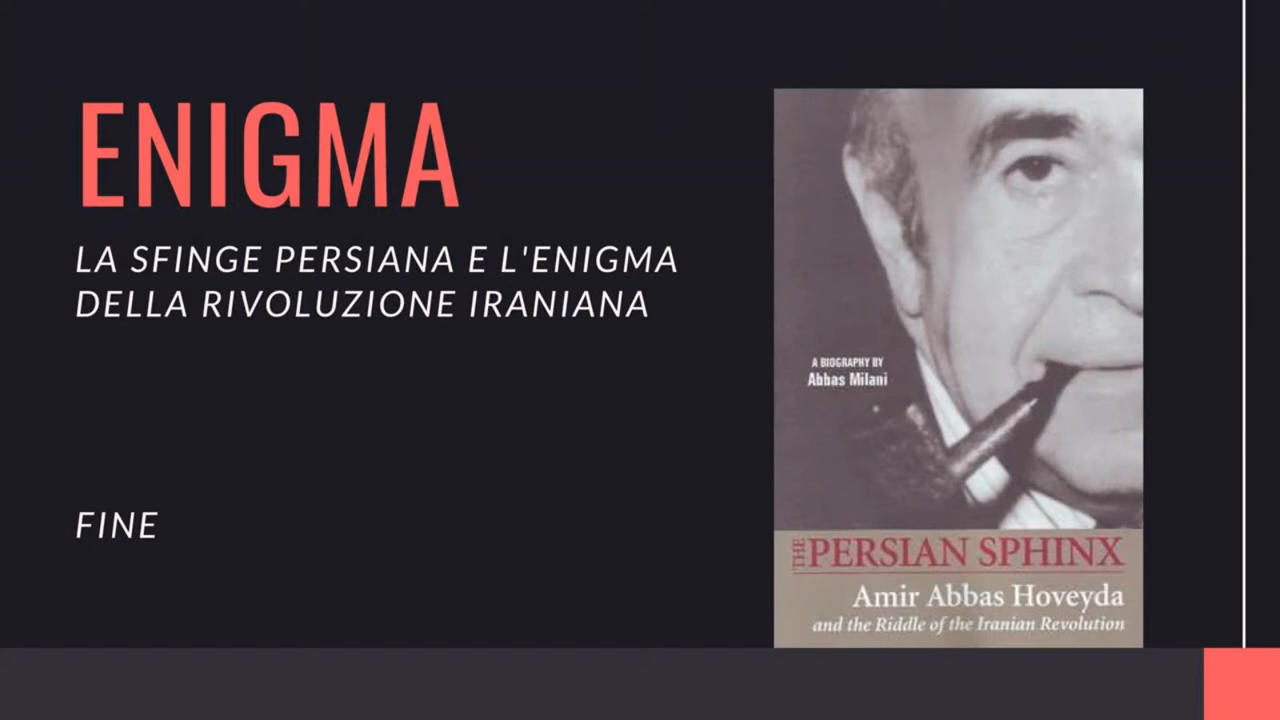 ENIGMA
LA SFINGE PERSIANA E L'ENIGMA
DELLA RIVOLUZIONE IRANIANA
FINE
A BIOGRAPHY BY
Abbas Milani
THE PERSIAN SPHINX
Amir Abbas Hoveyda
and the Riddle of the Iranian Revolution